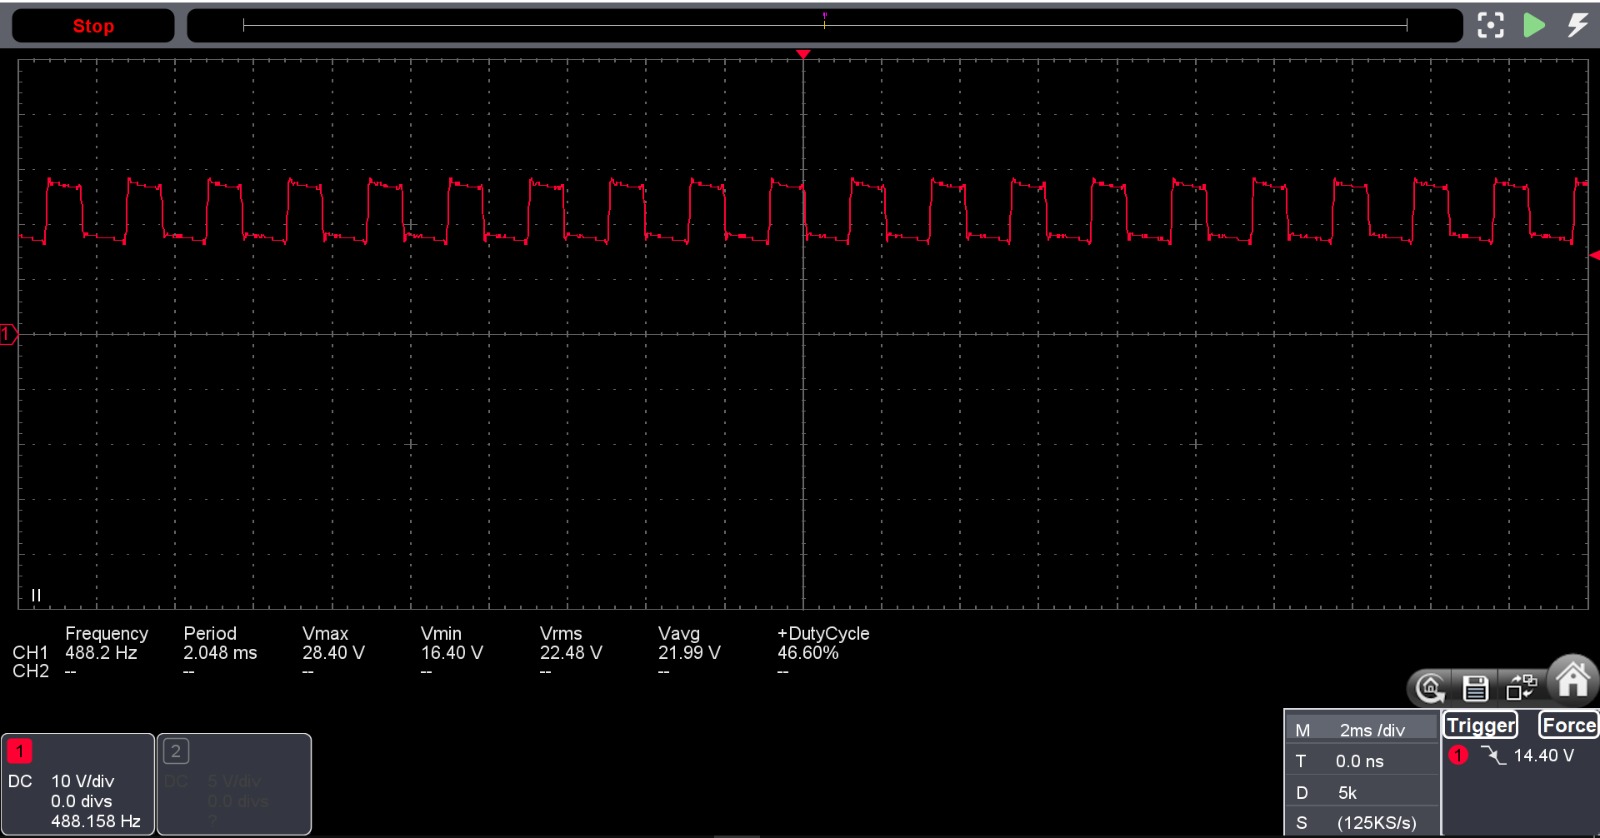 Stop
1
II
Frequency Period Vmax Vmin Vrms Vavg +DutyCycle
CH1 488.2 Hz 2.048 ms 28.40 V 16.40 V 22.48 V 21.99 V 46.60%
CH2 -- -- -- -- -- -- --
1
DC 10 V/div
0.0 divs
488.158 Hz
2
DC 5 V/div
0.0 divs
?
M 2ms /div
T 0.0 ns
D 5k
S (125KS/s)
Trigger Force
1 14.40 V